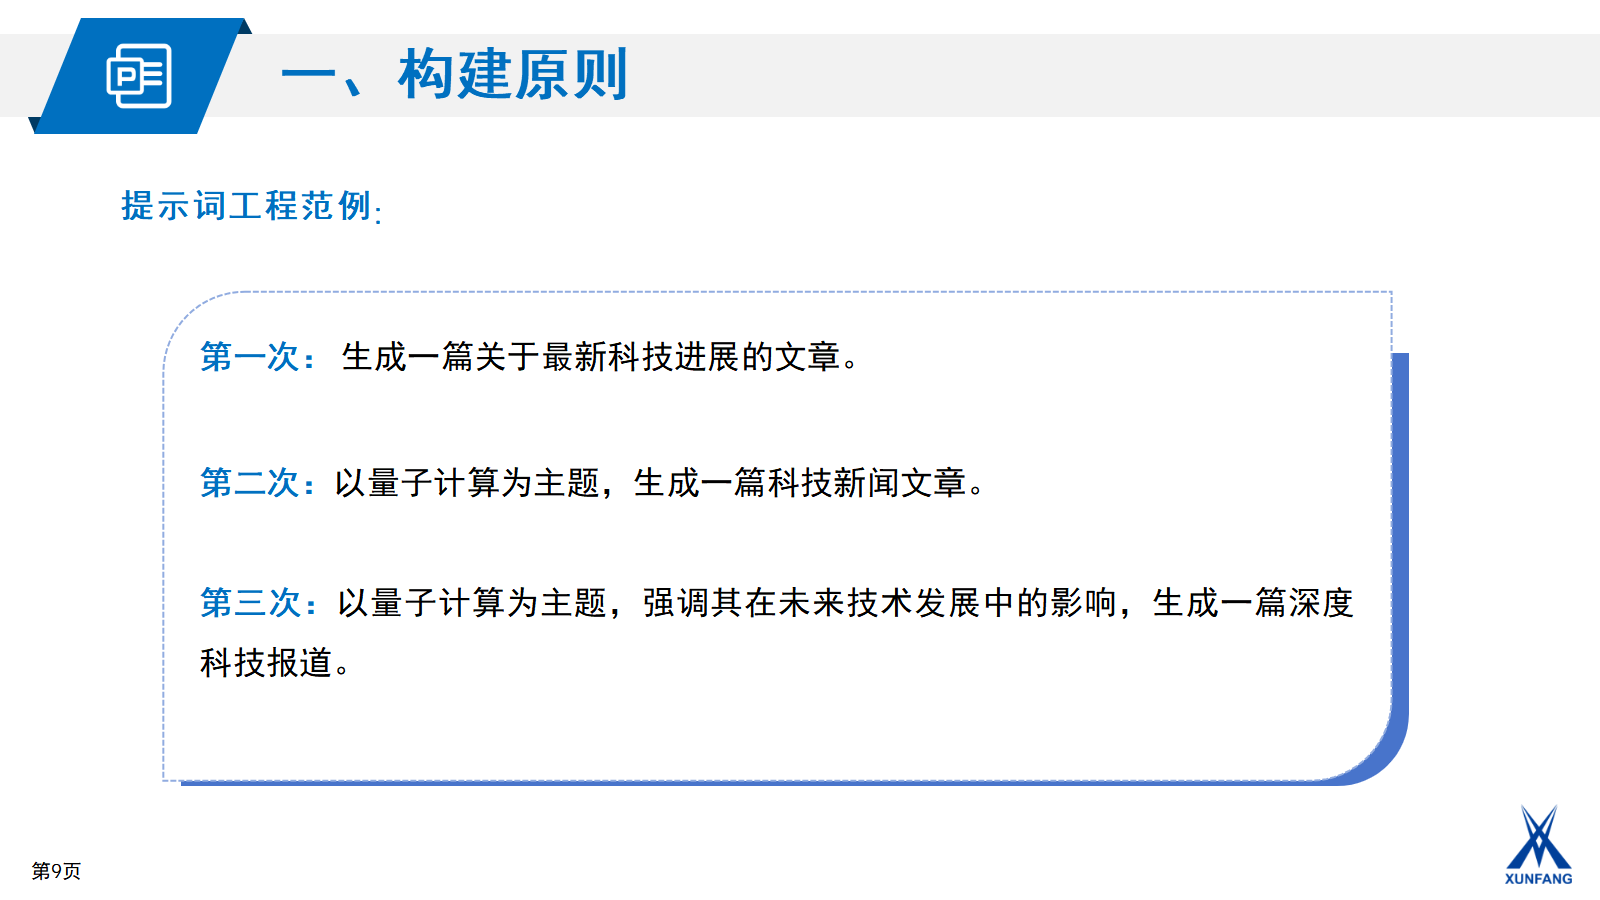 一、构建原则
提示词工程范例:
第一次： 生成一篇关于最新科技进展的文章。
第二次：以量子计算为主题，生成一篇科技新闻文章。
第三次：以量子计算为主题，强调其在未来技术发展中的影响，生成一篇深度
科技报道。
第9页
XUNFANG